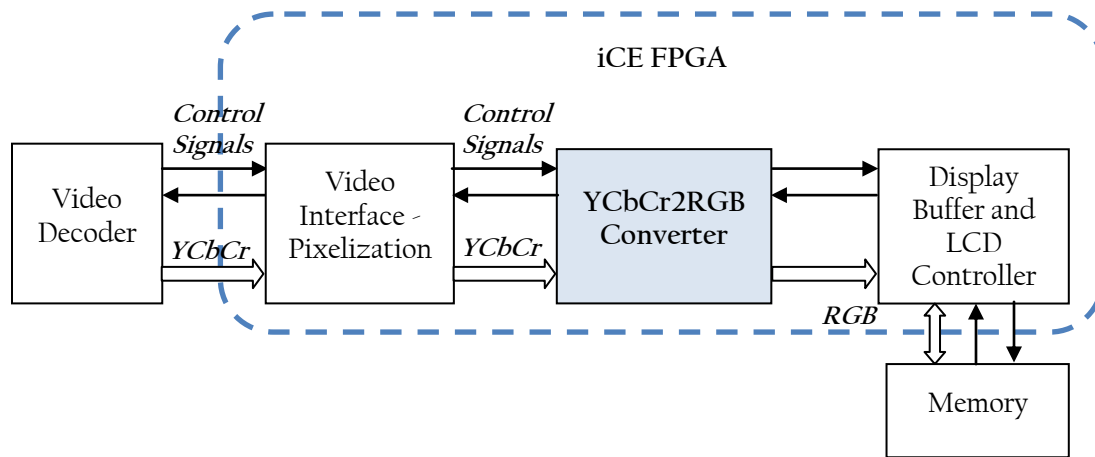 iCE FPGA
Control
Signals
Control
Signals
Video
Decoder
YCbCr
Video
Interface -
Pixelization
YCbCr
YCbCr2RGB
Converter
RGB
Display
Buffer and
LCD
Controller
Memory